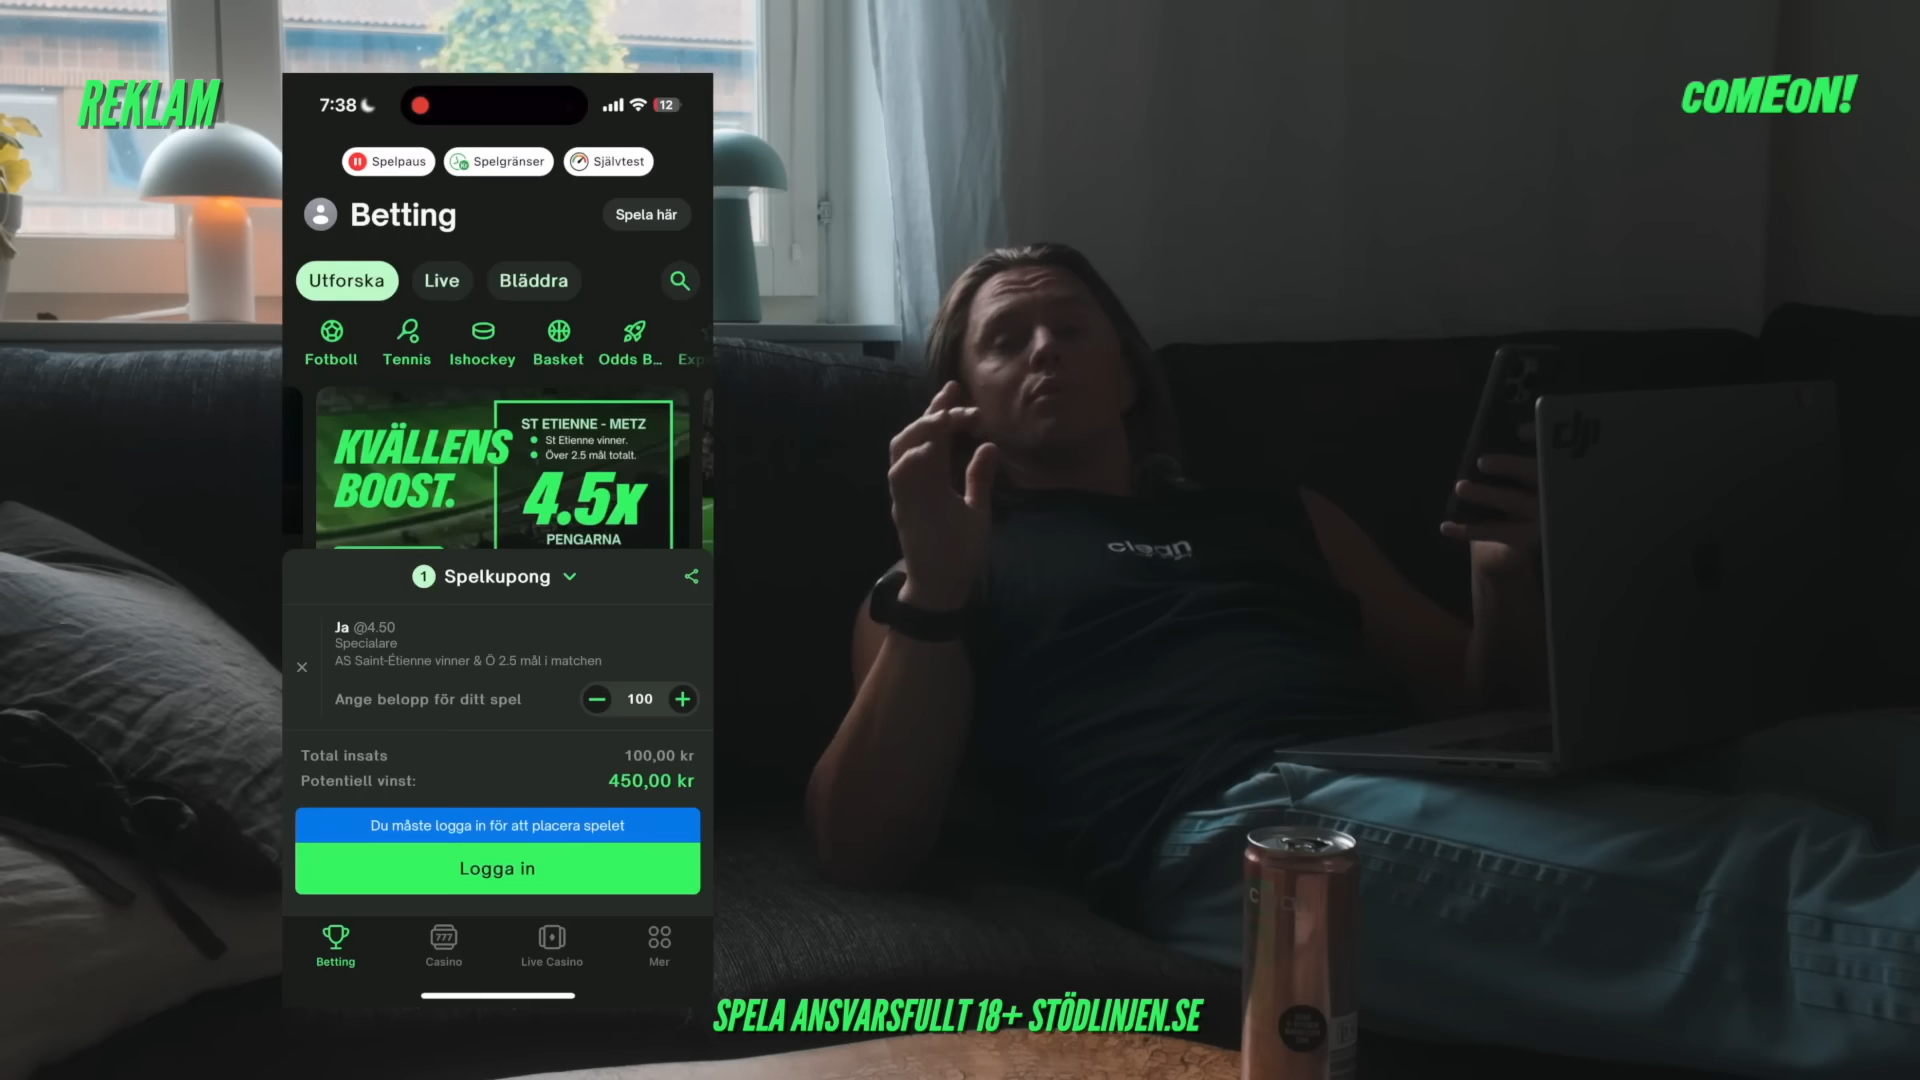 REKLAM
COMEON!
7:38
12
Spelpaus
Spelgränser
Självtest
Betting
Spela här
Utforska
Live
Bläddra
Fotboll
Tennis
Ishockey
Basket
Odds B...
Exp
KVÄLLENS
BOOST.
ST ETIENNE - METZ
St Etienne vinner.
Över 2.5 mål totalt.
4.5x
PENGARNA
1 Spelkupong
Ja @4.50
Specialare
AS Saint-Étienne vinner & Ö 2.5 mål i matchen
Ange belopp för ditt spel
100
Total insats
100,00 kr
Potentiell vinst:
450,00 kr
Du måste logga in för att placera spelet
Logga in
Betting
777
Casino
Live Casino
Mer
clean
dji
SPELA ANSVARSFULLT 18+ STÖDLINJEN.SE